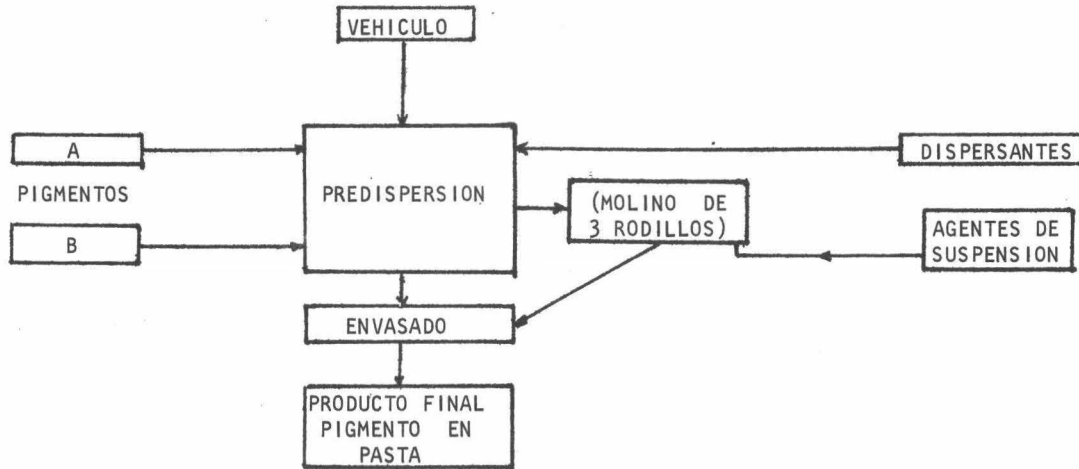 VEHICULO
A
PIGMENTOS
B
PREDISPERSION
DISPERSANTES
(MOLINO DE
3 RODILLOS)
AGENTES DE
SUSPENSION
ENVASADO
PRODUCTO FINAL
PIGMENTO EN
PASTA